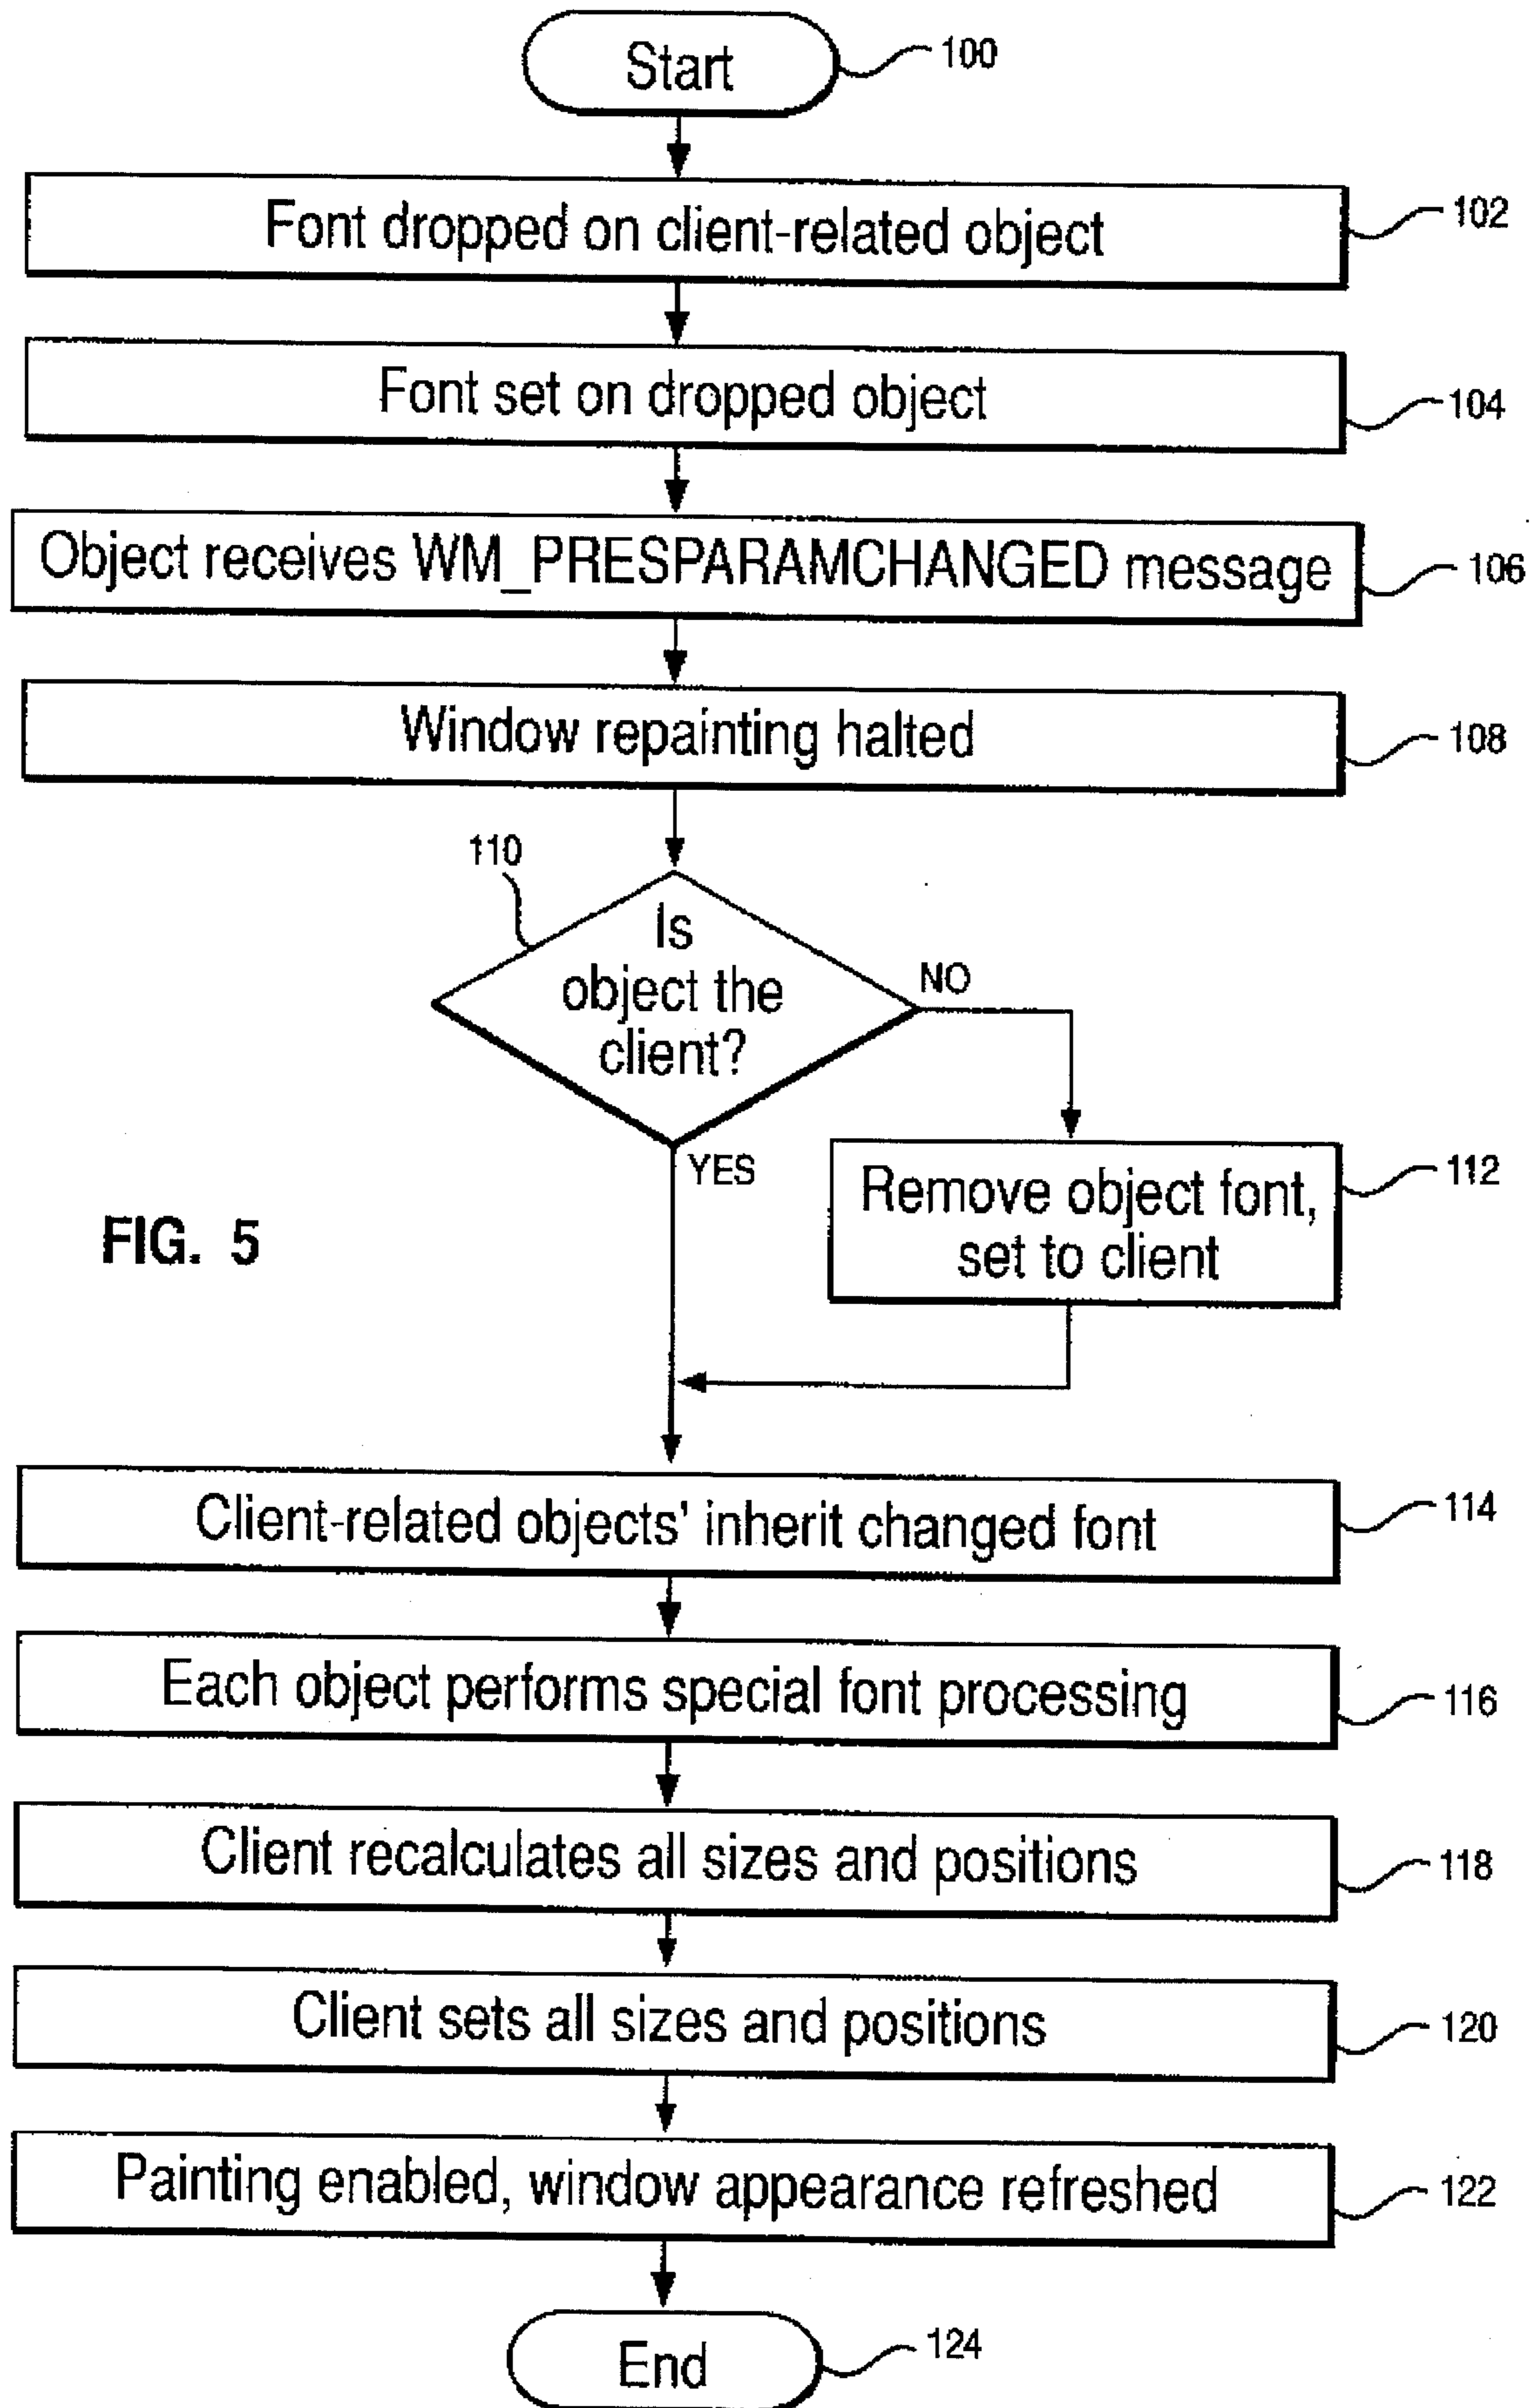 Start
100
Font dropped on client-related object
102
Font set on dropped object
104
Object receives WM_PRESPARAMCHANGED message
106
Window repainting halted
108
110
Is
object the
client?
NO
YES
Remove object font,
set to client
112
FIG. 5
Client-related objects' inherit changed font
114
Each object performs special font processing
116
Client recalculates all sizes and positions
118
Client sets all sizes and positions
120
Painting enabled, window appearance refreshed
122
End
124